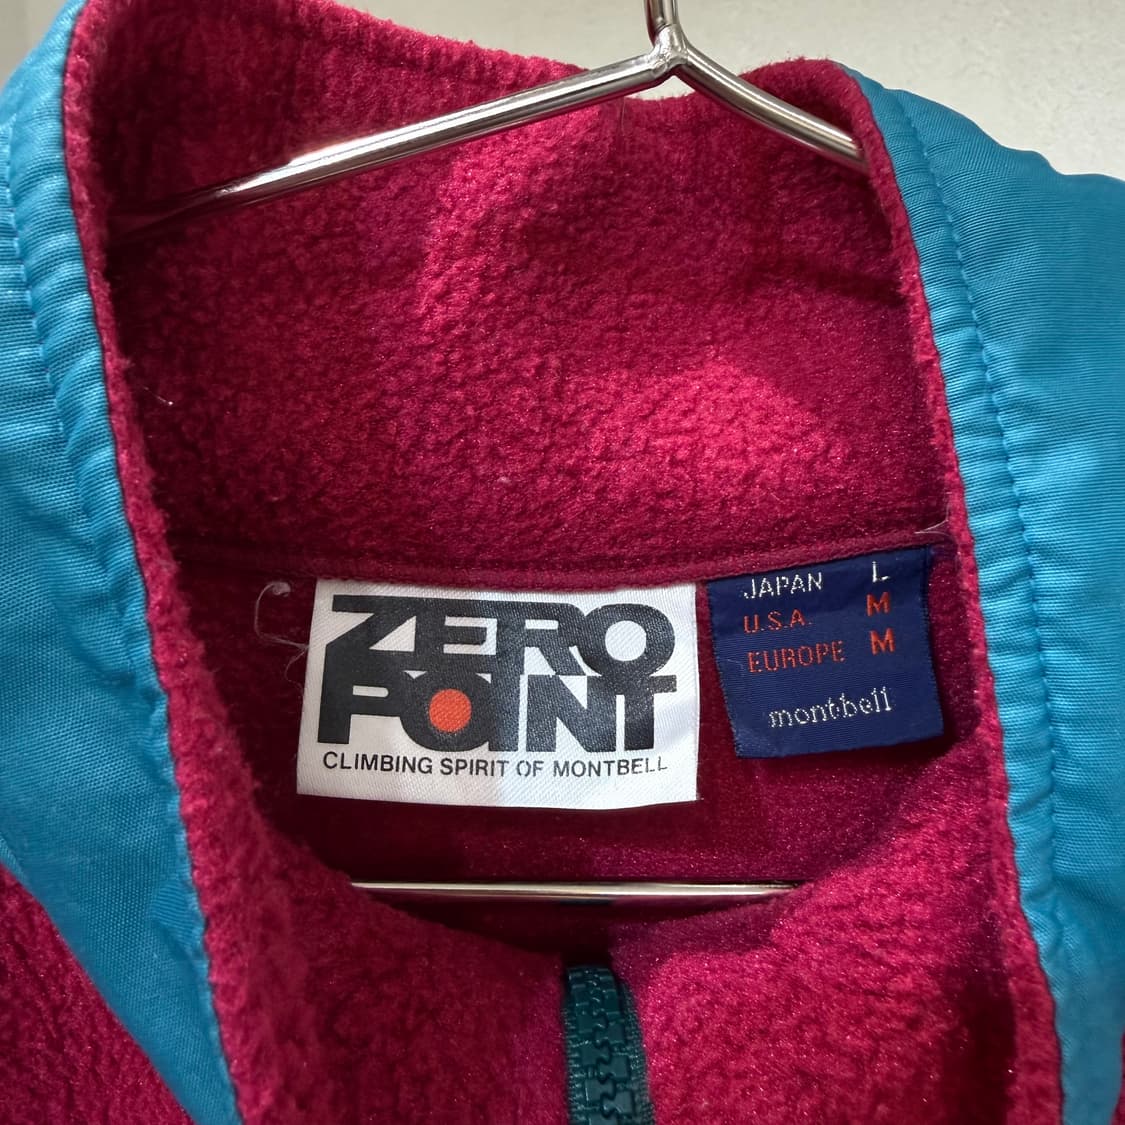 ZERO
POINT
CLIMBING SPIRIT OF MONTBELL
JAPAN L
U.S.A. M
EUROPE M
montbell